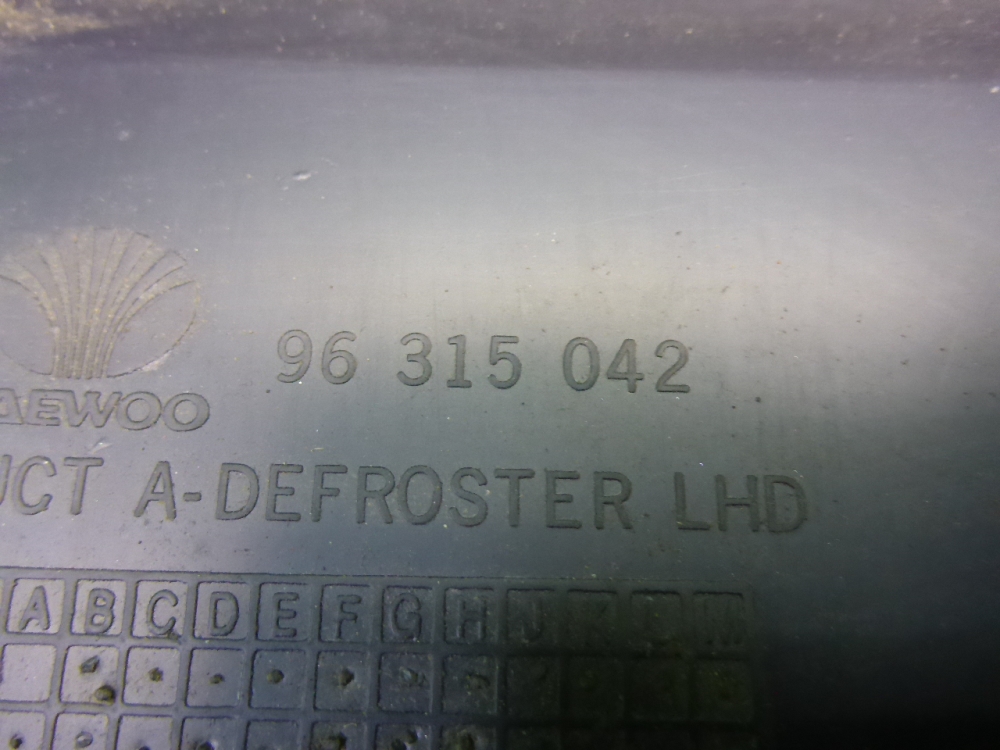 96 315 042
AEWOO
UCT A-DEFROSTER LHD
A B C D E F G H J K L M